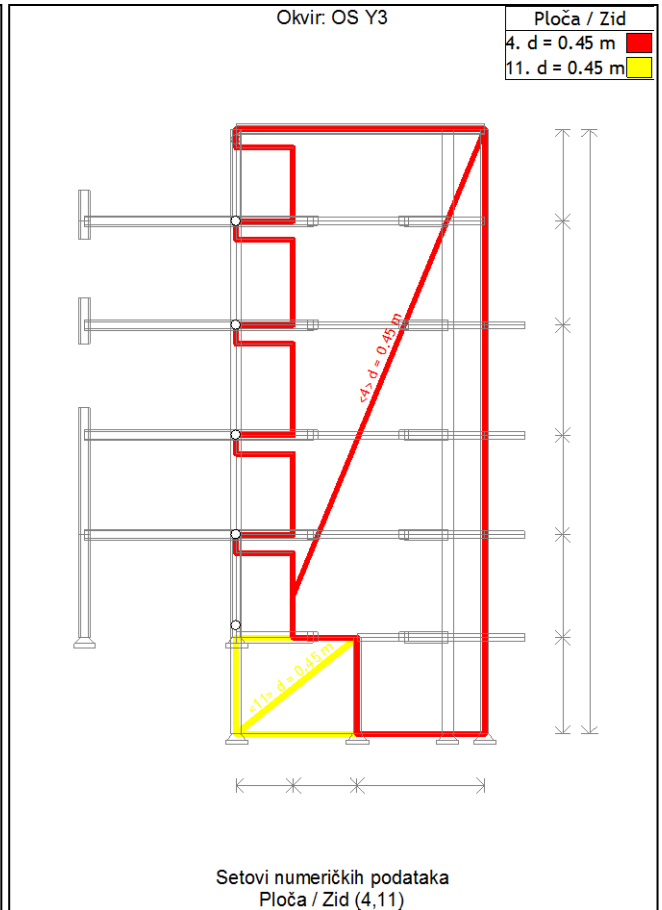 Okvir: OS Y3
Ploča / Zid
4. d = 0.45 m
11. d = 0.45 m
<4> d = 0.45 m
<11> d = 0.45 m
Setovi numeričkih podataka
Ploča / Zid (4,11)